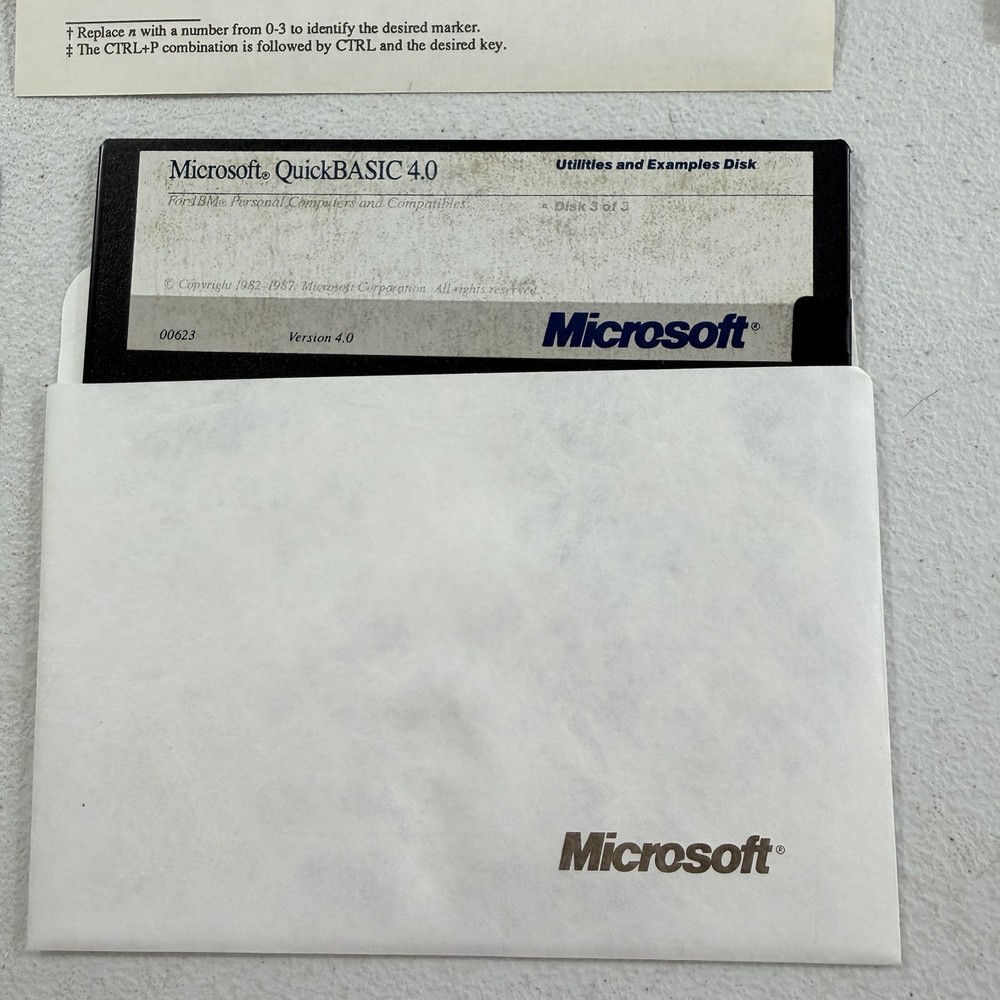 † Replace n with a number from 0-3 to identify the desired marker.
‡ The CTRL+P combination is followed by CTRL and the desired key.
Microsoft® QuickBASIC 4.0
Utilities and Examples Disk
For IBM® Personal Computers and Compatibles
• Disk 3 of 3
© Copyright 1982-1987, Microsoft Corporation. All rights reserved.
00623
Version 4.0
Microsoft®
Microsoft®